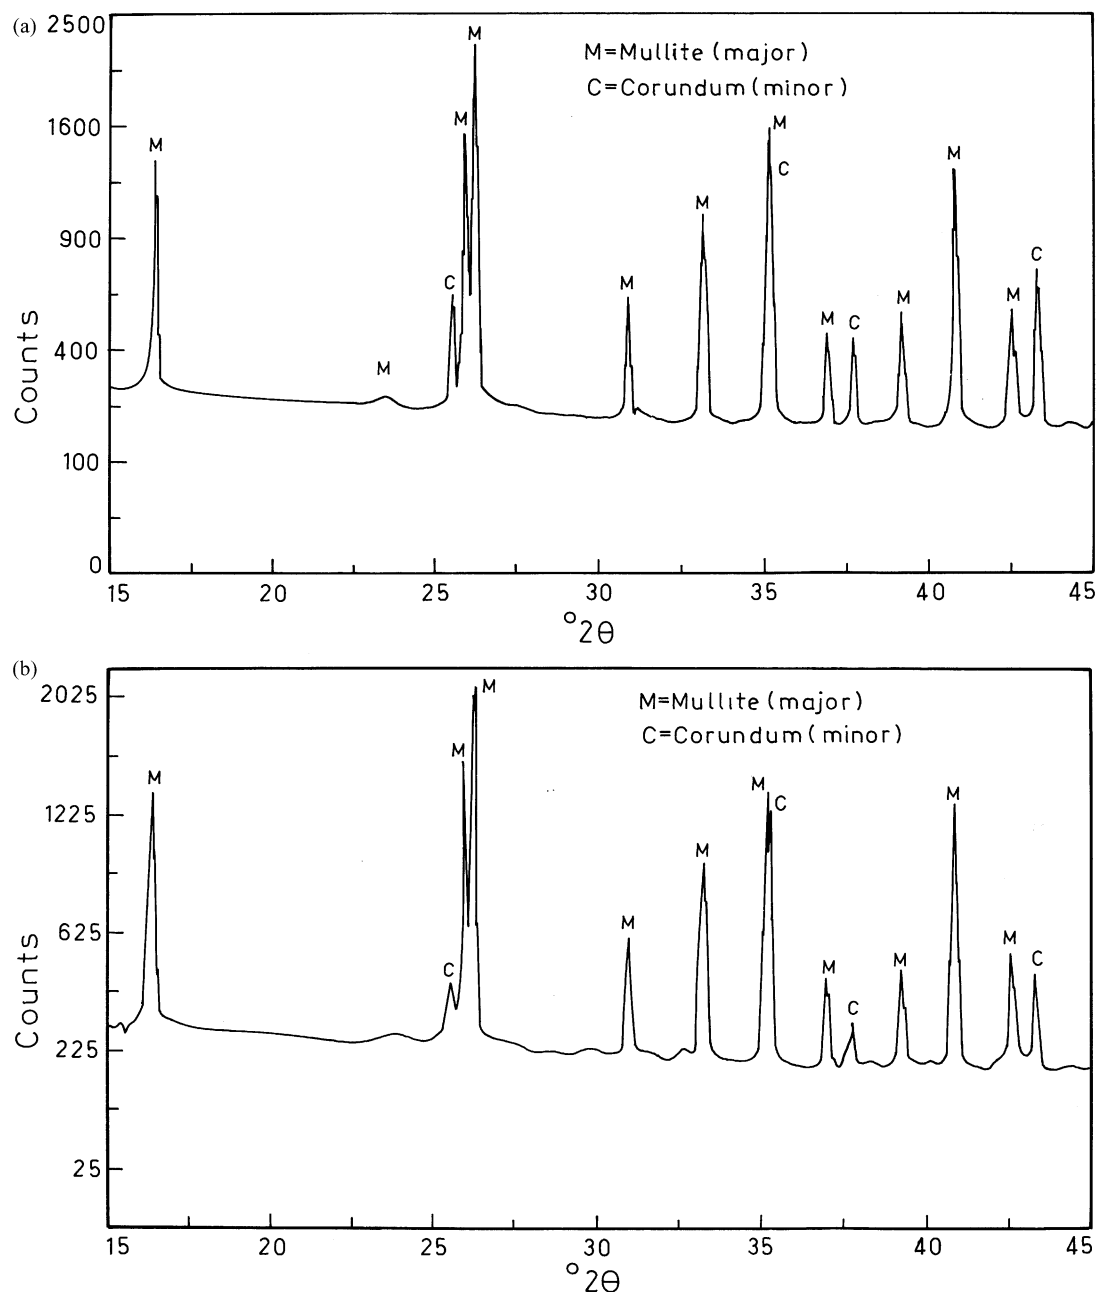 (a)
2500
M
M=Mullite (major)
C=Corundum (minor)
M
M
M
1600
C
M
M
900
C
C
M
M
M
M
C
Counts
400
M
100
0
15 20 25 30 35 40 45
°2θ
(b)
2025
M
M=Mullite (major)
C=Corundum (minor)
M
M
M
C
M
1225
M
625
M
M
C
C
M
M
C
Counts
225
25
15 20 25 30 35 40 45
°2θ